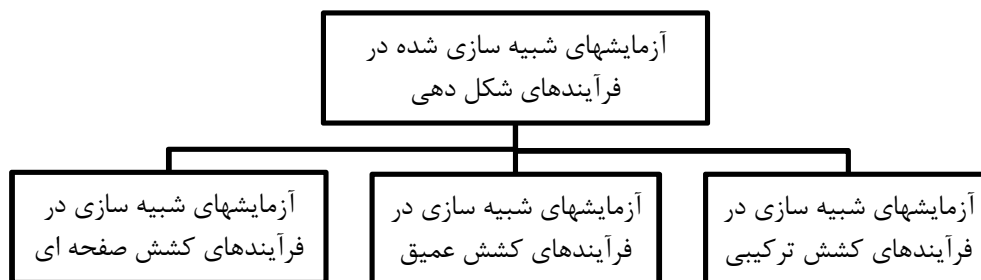 آزمایشهای شبیه سازی شده در
فرآیندهای شکل دهی
آزمایشهای شبیه سازی در
فرآیندهای کشش ترکیبی
آزمایشهای شبیه سازی در
فرآیندهای کشش عمیق
آزمایشهای شبیه سازی در
فرآیندهای کشش صفحه ای